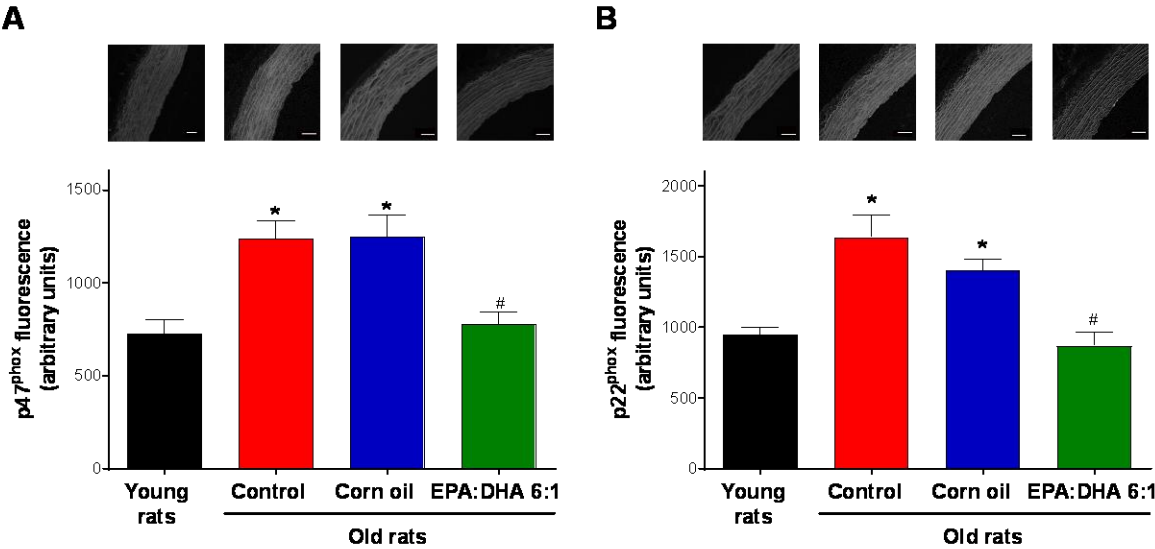 A
B
1500
1000
500
0
p47phox fluorescence
(arbitrary units)
*
*
#
Young
rats
Control
Corn oil
EPA:DHA 6:1
Old rats
2000
1500
1000
500
0
p22phox fluorescence
(arbitrary units)
*
*
#
Young
rats
Control
Corn oil
EPA:DHA 6:1
Old rats